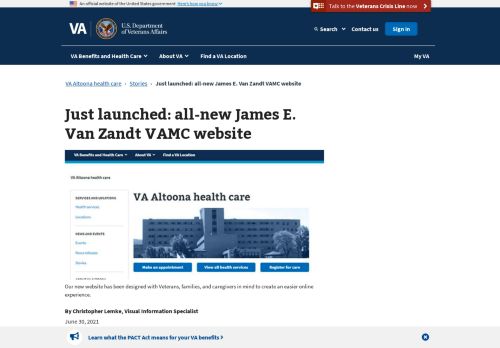 An official website of the United States government Here's how you know
Talk to the Veterans Crisis Line now
VA
U.S. Department
of Veterans Affairs
Search
Contact us
Sign in
VA Benefits and Health Care
About VA
Find a VA Location
My VA
VA Altoona health care › Stories › Just launched: all-new James E. Van Zandt VAMC website
Just launched: all-new James E.
Van Zandt VAMC website
VA Benefits and Health Care
About VA
Find a VA Location
VA Altoona health care
SERVICES AND LOCATIONS
Health services
Locations
NEWS AND EVENTS
Events
News releases
Stories
ABOUT VA ALTOONA
VA Altoona health care
Make an appointment
View all health services
Register for care
Our new website has been designed with Veterans, families, and caregivers in mind to create an easier online
experience.
By Christopher Lemke, Visual Information Specialist
June 30, 2021
Learn what the PACT Act means for your VA benefits